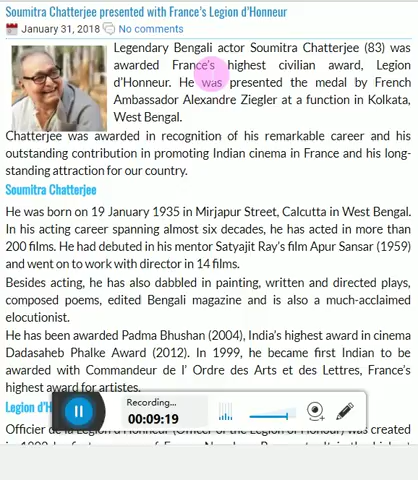 Soumitra Chatterjee presented with France's Legion d'Honneur
January 31, 2018 No comments
Legendary Bengali actor Soumitra Chatterjee (83) was
awarded France's highest civilian award, Legion
d'Honneur. He was presented the medal by French
Ambassador Alexandre Ziegler at a function in Kolkata,
West Bengal.
Chatterjee was awarded in recognition of his remarkable career and his
outstanding contribution in promoting Indian cinema in France and his long-
standing attraction for our country.
Soumitra Chatterjee
He was born on 19 January 1935 in Mirjapur Street, Calcutta in West Bengal.
In his acting career spanning almost six decades, he has acted in more than
200 films. He had debuted in his mentor Satyajit Ray's film Apur Sansar (1959)
and went on to work with director in 14 films.
Besides acting, he has also dabbled in painting, written and directed plays,
composed poems, edited Bengali magazine and is also a much-acclaimed
elocutionist.
He has been awarded Padma Bhushan (2004), India's highest award in cinema
Dadasaheb Phalke Award (2012). In 1999, he became first Indian to be
awarded with Commandeur de l' Ordre des Arts et des Lettres, France's
highest award for artistes.
Recording...
00:09:19
Legion d'H
Officier de la Legion d'Honneur (Officer of the Legion of Honour) was created